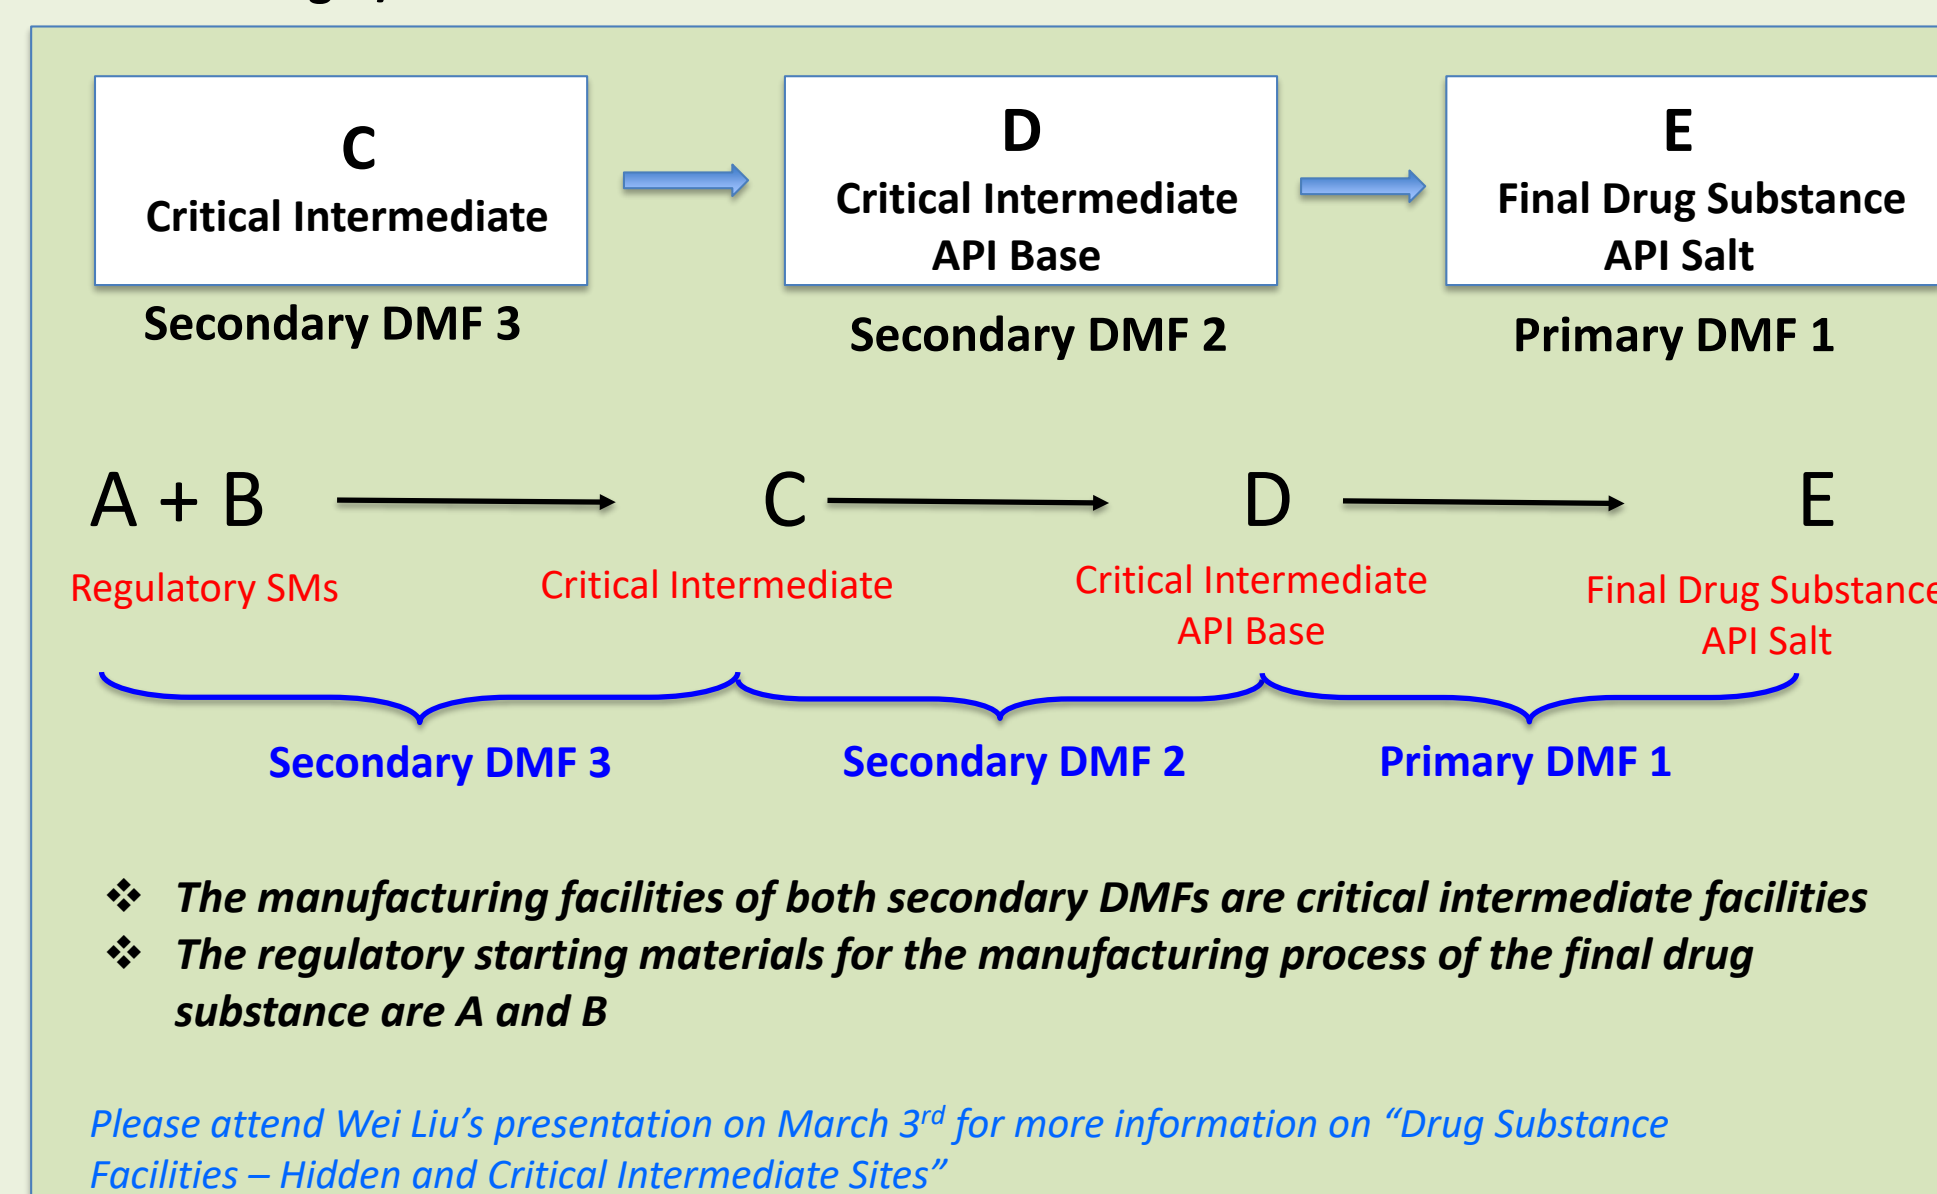 C
Critical Intermediate
Secondary DMF 3
D
Critical Intermediate
API Base
Secondary DMF 2
E
Final Drug Substance
API Salt
Primary DMF 1
A + B
C
D
E
Regulatory SMs
Critical Intermediate
Critical Intermediate
API Base
Final Drug Substance
API Salt
Secondary DMF 3
Secondary DMF 2
Primary DMF 1
❖ The manufacturing facilities of both secondary DMFs are critical intermediate facilities
❖ The regulatory starting materials for the manufacturing process of the final drug
substance are A and B
Please attend Wei Liu’s presentation on March 3rd for more information on “Drug Substance
Facilities – Hidden and Critical Intermediate Sites”